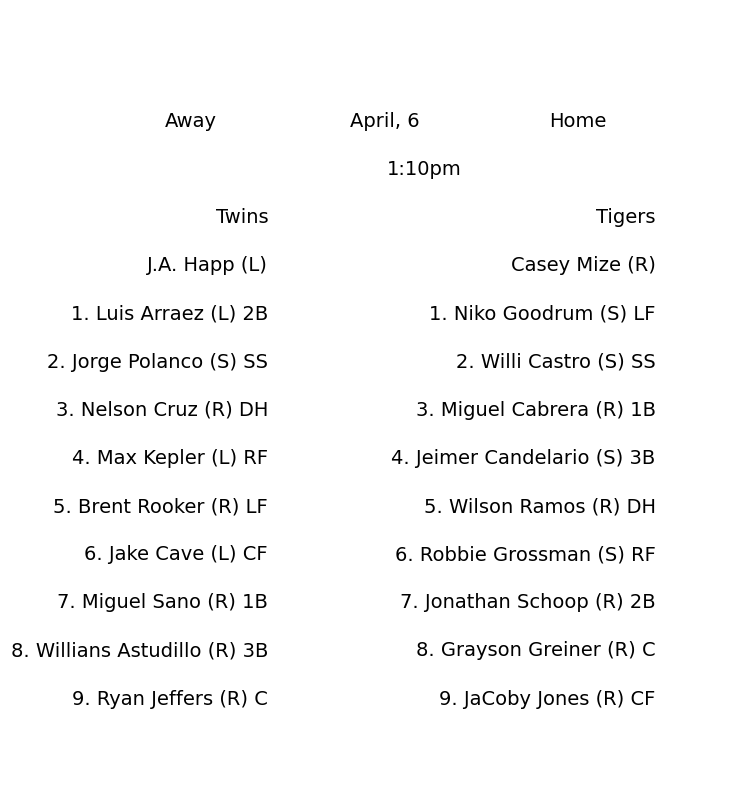 Away April, 6 Home
1:10pm
Twins Tigers
J.A. Happ (L) Casey Mize (R)
1. Luis Arraez (L) 2B 1. Niko Goodrum (S) LF
2. Jorge Polanco (S) SS 2. Willi Castro (S) SS
3. Nelson Cruz (R) DH 3. Miguel Cabrera (R) 1B
4. Max Kepler (L) RF 4. Jeimer Candelario (S) 3B
5. Brent Rooker (R) LF 5. Wilson Ramos (R) DH
6. Jake Cave (L) CF 6. Robbie Grossman (S) RF
7. Miguel Sano (R) 1B 7. Jonathan Schoop (R) 2B
8. Willians Astudillo (R) 3B 8. Grayson Greiner (R) C
9. Ryan Jeffers (R) C 9. JaCoby Jones (R) CF